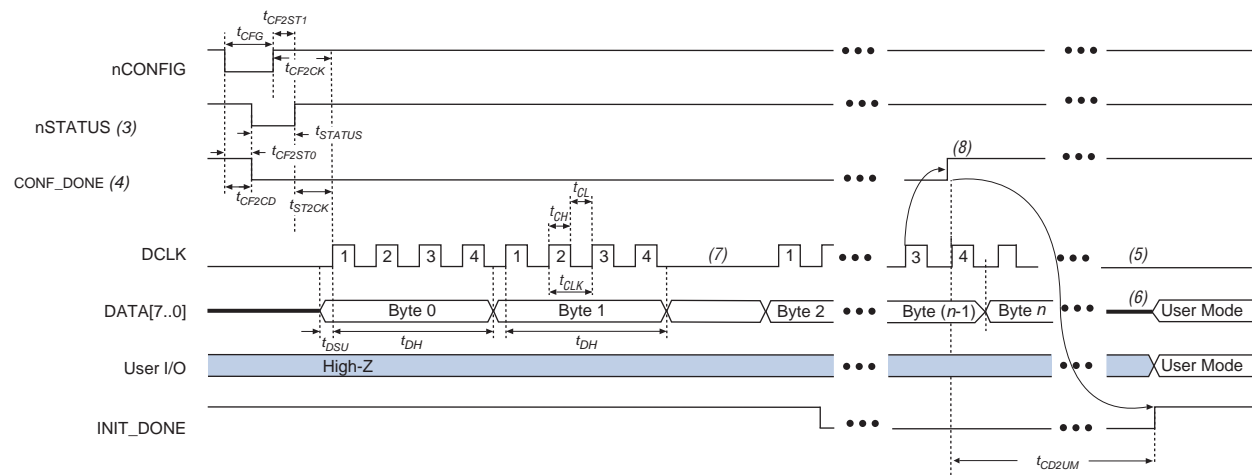 tCF2ST1
tCFG
nCONFIG
tCF2CK
nSTATUS (3)
tSTATUS
tCF2ST0
(8)
CONF_DONE (4)
tCF2CD
tST2CK
tCL
tCH
DCLK
1 2 3 4 1 2 3 4 (7) 1 3 4 (5)
tCLK
DATA[7..0]
Byte 0 Byte 1 Byte 2 Byte (n-1) Byte n (6) User Mode
tDSU
tDH
tDH
User I/O
High-Z
User Mode
INIT_DONE
tCD2UM